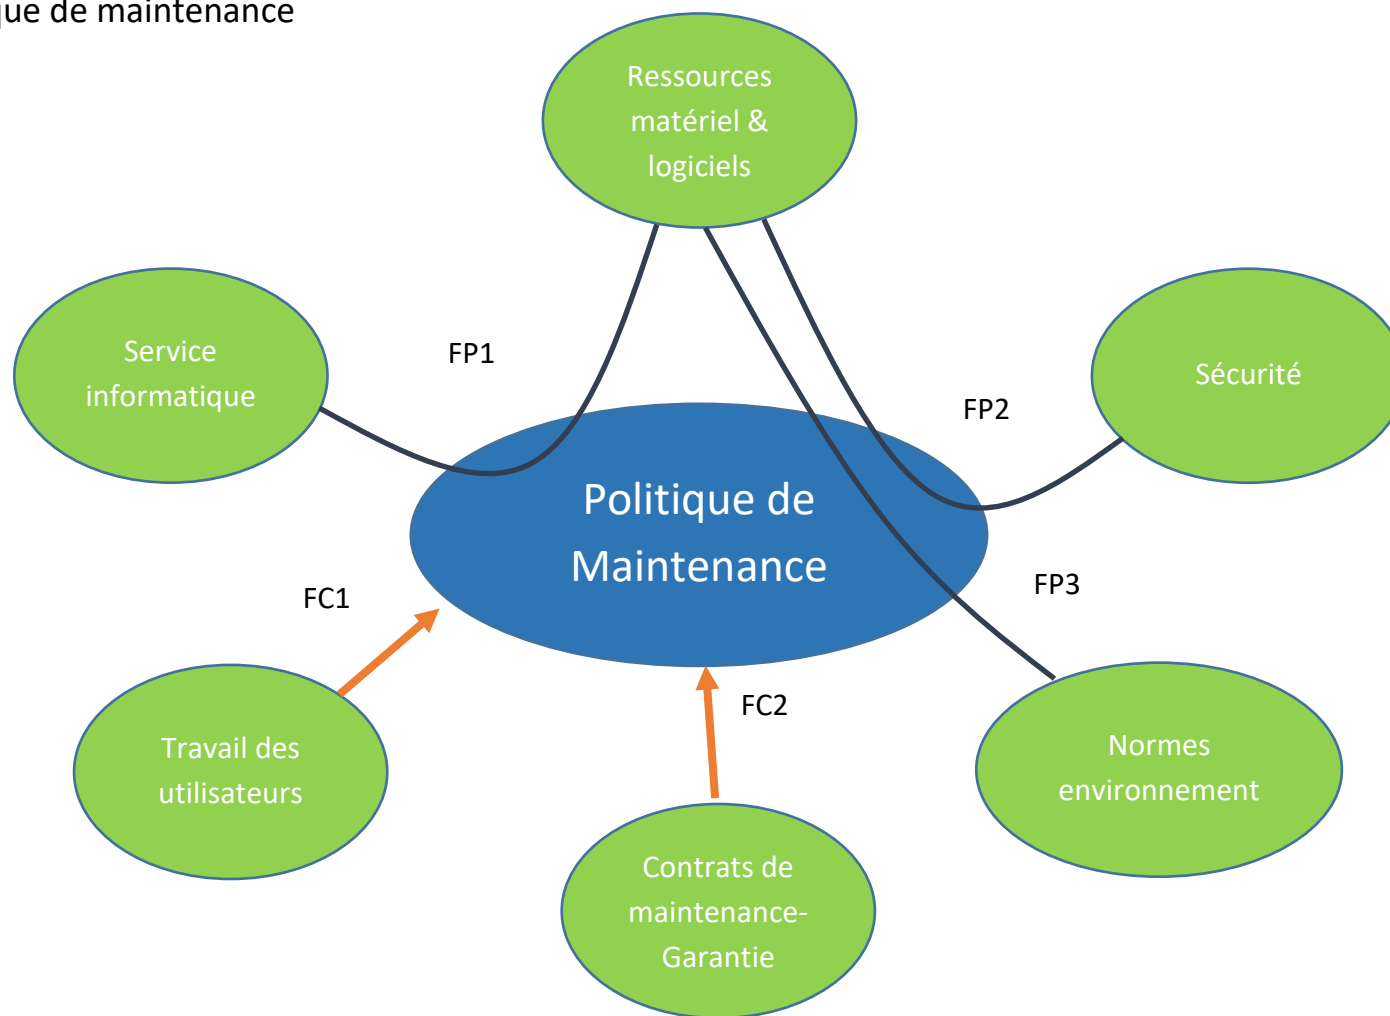 que de maintenance
Ressources
matériel &
logiciels
Service
informatique
FP1
Sécurité
FP2
Politique de
Maintenance
FP3
FC1
FC2
Travail des
utilisateurs
Normes
environnement
Contrats de
maintenance-
Garantie